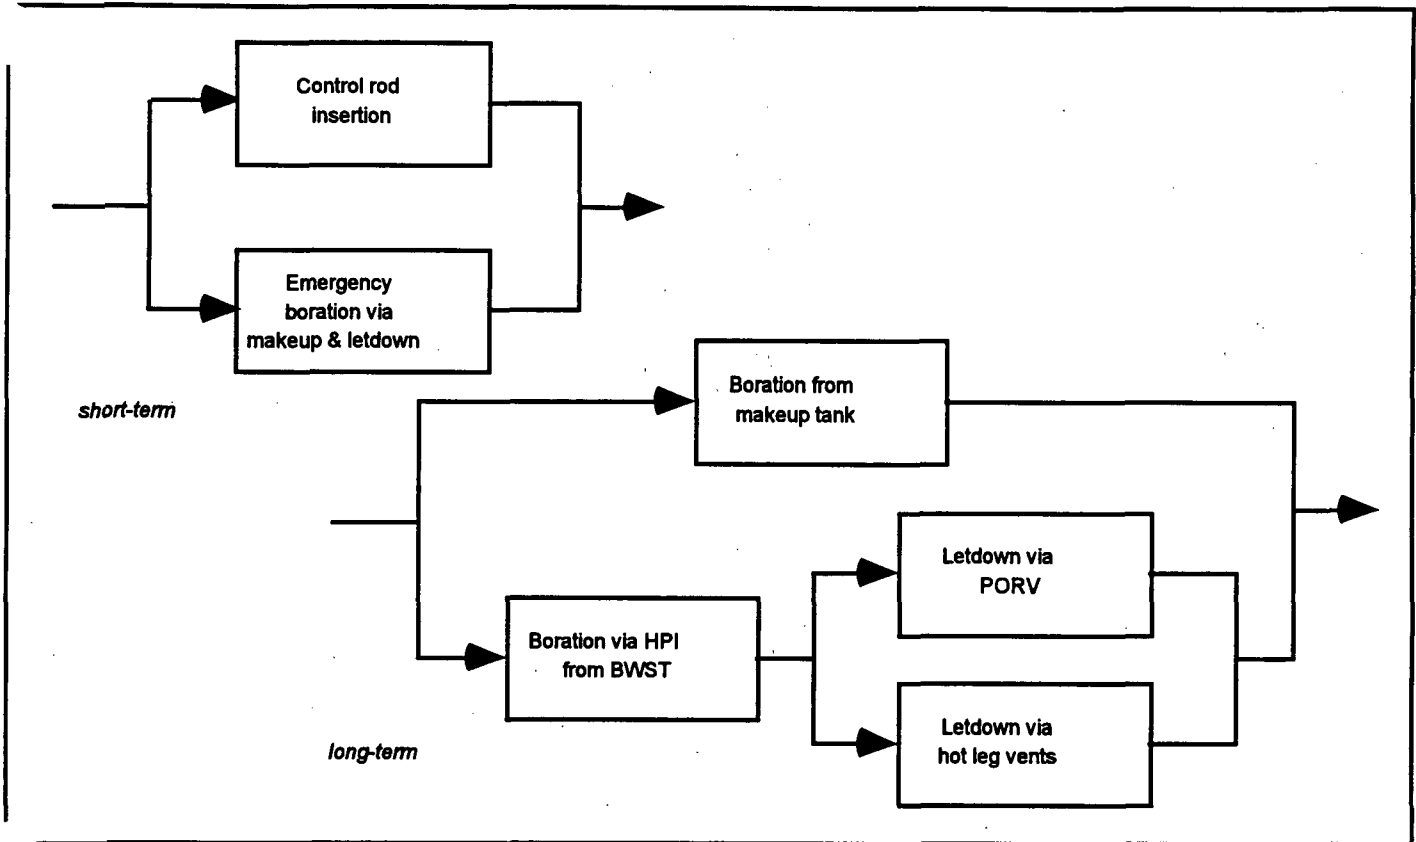 Control rod
insertion
Emergency
boration via
makeup & letdown
short-term
Boration from
makeup tank
Letdown via
PORV
Boration via HPI
from BWST
Letdown via
hot leg vents
long-term